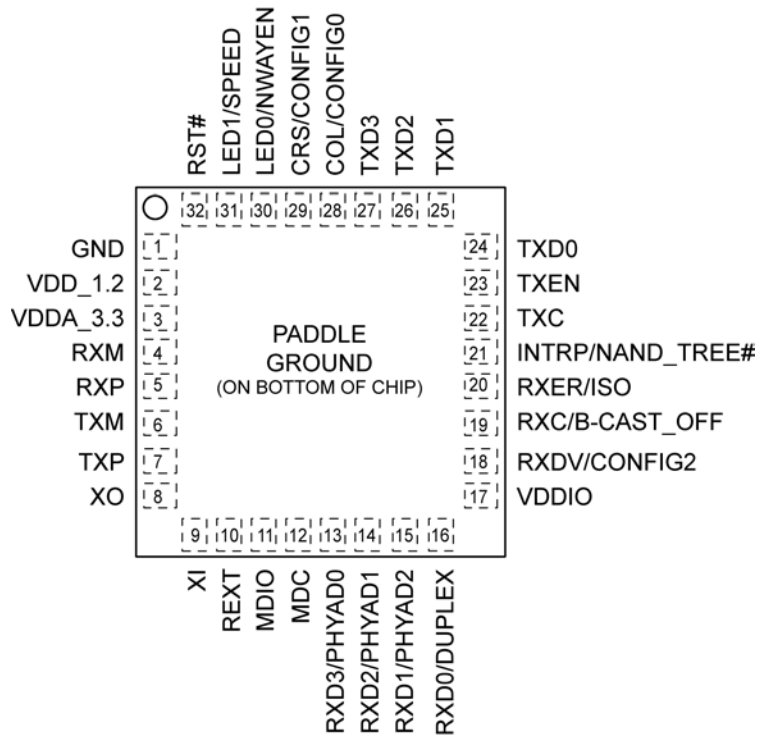 RST#
LED1/SPEED
LED0/NWAYEN
CRS/CONFIG1
COL/CONFIG0
TXD3
TXD2
TXD1
32 31 30 29 28 27 26 25
GND 1
VDD_1.2 2
VDDA_3.3 3
RXM 4
RXP 5
TXM 6
TXP 7
XO 8
PADDLE
GROUND
(ON BOTTOM OF CHIP)
24 TXD0
23 TXEN
22 TXC
21 INTRP/NAND_TREE#
20 RXER/ISO
19 RXC/B-CAST_OFF
18 RXDV/CONFIG2
17 VDDIO
9 10 11 12 13 14 15 16
XI
REXT
MDIO
MDC
RXD3/PHYAD0
RXD2/PHYAD1
RXD1/PHYAD2
RXD0/DUPLEX